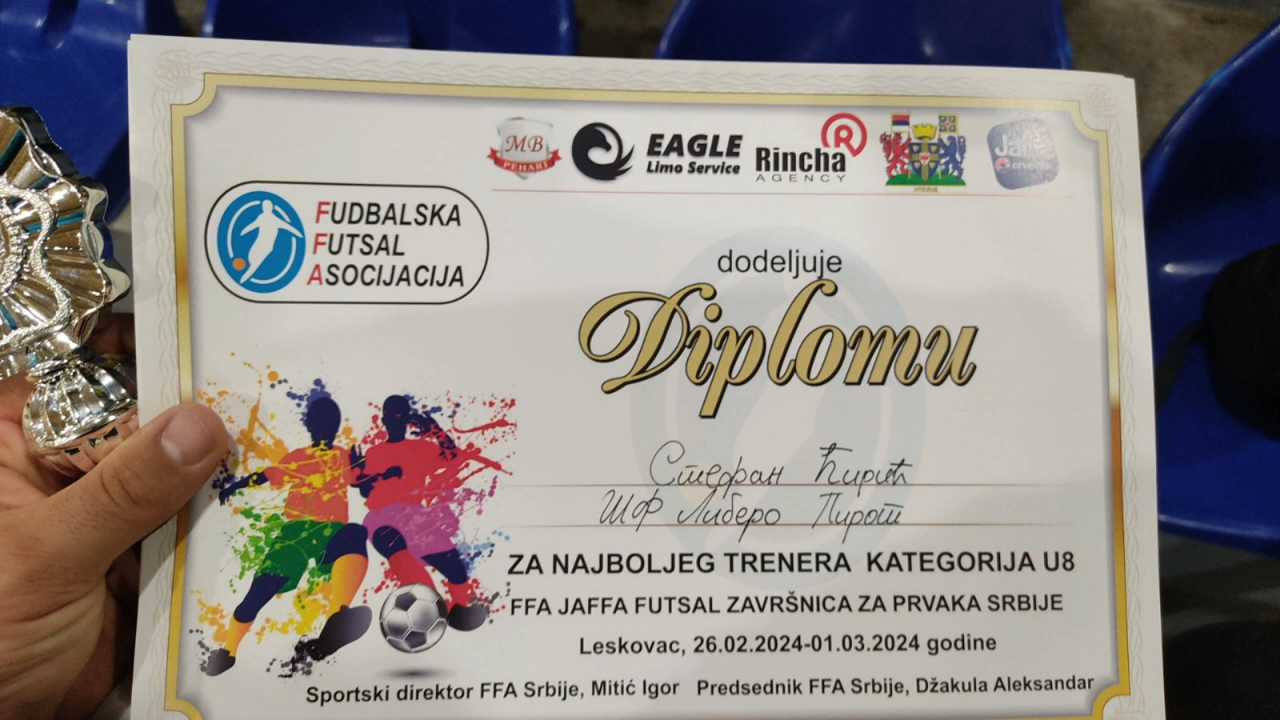 MB
PEHARI
EAGLE
Limo Service
Rincha
AGENCY
R
Jaffa
crvenka
FUDBALSKA
FUTSAL
ASOCIJACIJA
dodeljuje
Diplomu
Стефан Ћирић
ШФ Либеро Пирот
ZA NAJBOLJEG TRENERA KATEGORIJA U8
FFA JAFFA FUTSAL ZAVRŠNICA ZA PRVAKA SRBIJE
Leskovac, 26.02.2024-01.03.2024 godine
Sportski direktor FFA Srbije, Mitić Igor Predsednik FFA Srbije, Džakula Aleksandar